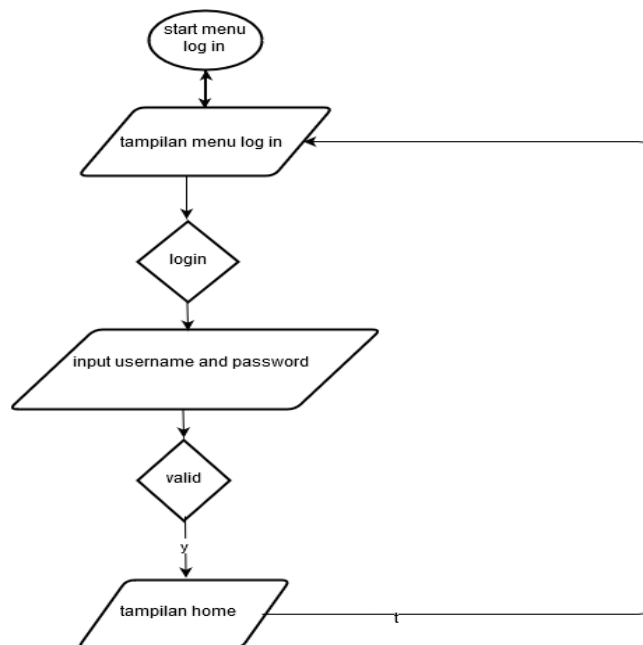 start menu
log in
tampilan menu log in
login
input username and password
valid
y
tampilan home
t